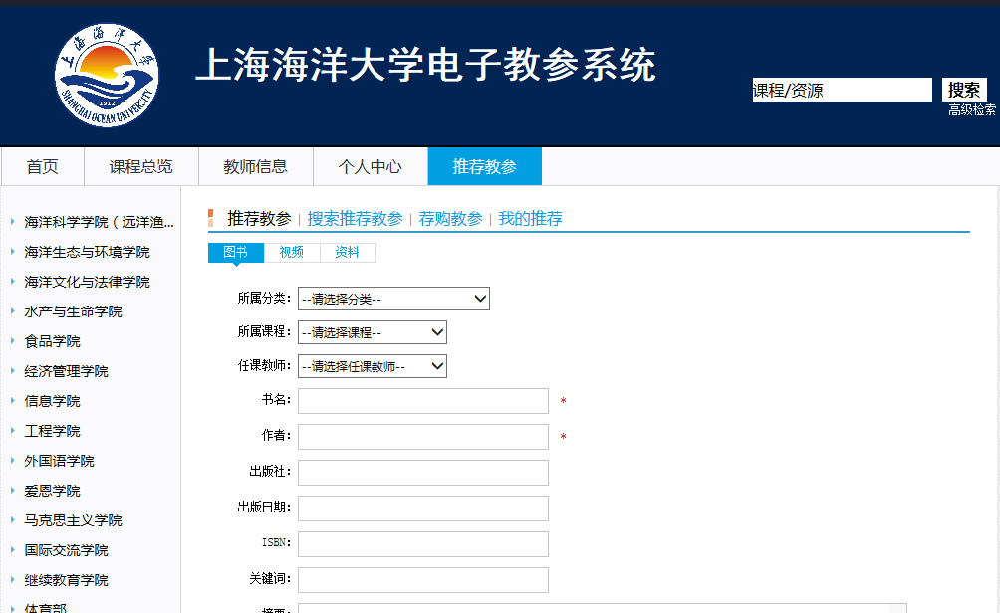 上海海洋大学
SHANGHAI OCEAN UNIVERSITY
1912
上海海洋大学电子教参系统
课程/资源
搜索
高级检索
首页 课程总览 教师信息 个人中心 推荐教参
海洋科学学院（远洋渔...
海洋生态与环境学院
海洋文化与法律学院
水产与生命学院
食品学院
经济管理学院
信息学院
工程学院
外国语学院
爱恩学院
马克思主义学院
国际交流学院
继续教育学院
体育部
推荐教参 | 搜索推荐教参 | 荐购教参 | 我的推荐
图书 视频 资料
所属分类: --请选择分类--
所属课程: --请选择课程--
任课教师: --请选择任课教师--
书名: *
作者: *
出版社:
出版日期:
ISBN:
关键词:
摘要: